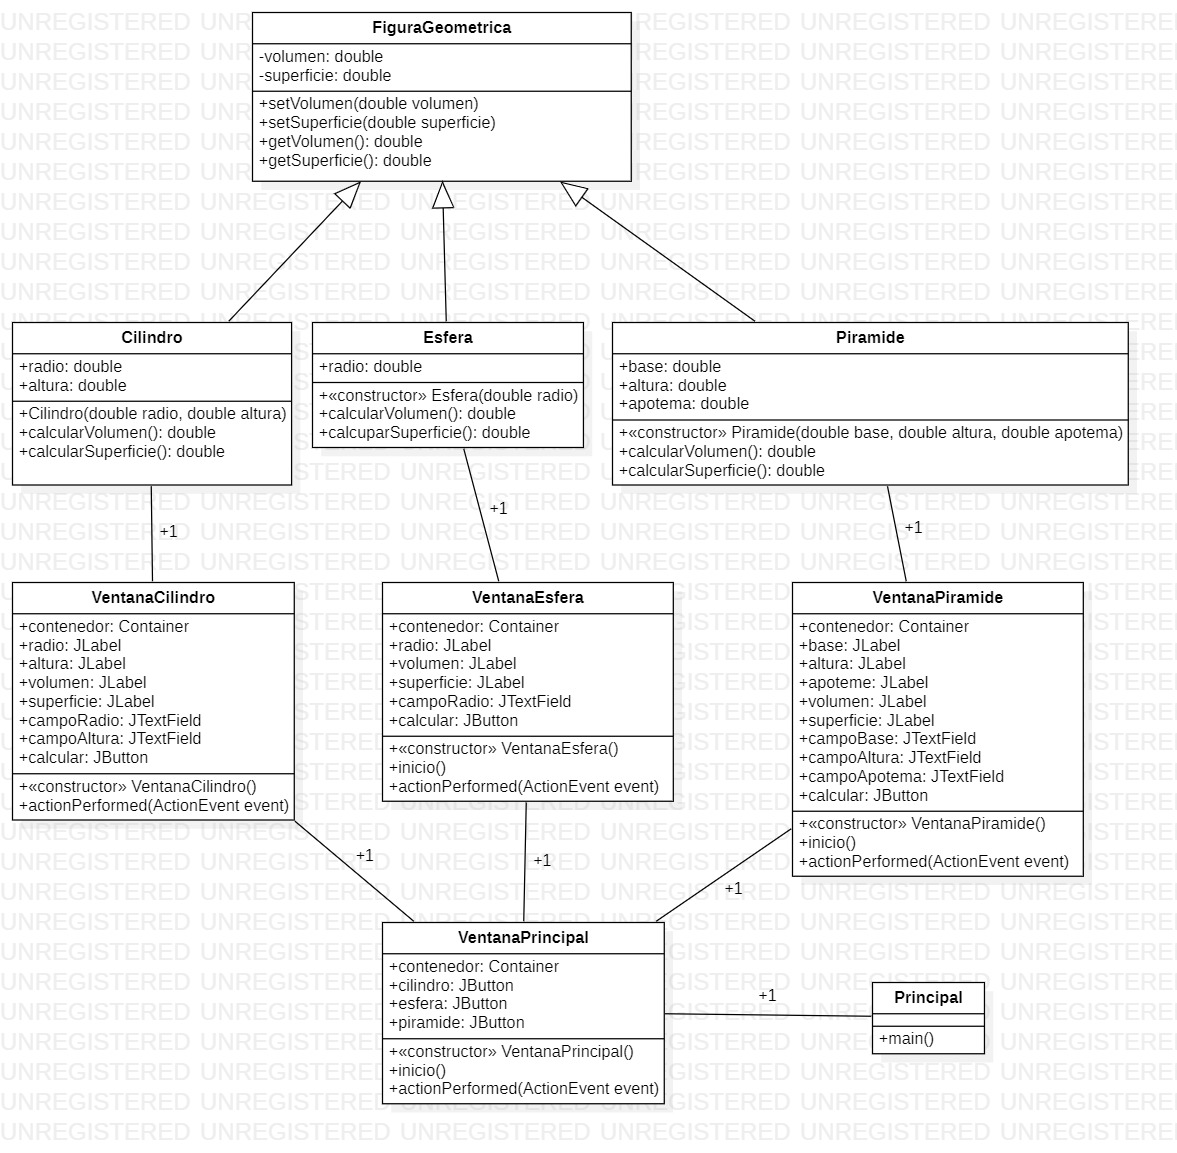 FiguraGeometrica
-volumen: double
-superficie: double
+setVolumen(double volumen)
+setSuperficie(double superficie)
+getVolumen(): double
+getSuperficie(): double
Cilindro
+radio: double
+altura: double
+Cilindro(double radio, double altura)
+calcularVolumen(): double
+calcularSuperficie(): double
Esfera
+radio: double
+«constructor» Esfera(double radio)
+calcularVolumen(): double
+calcuparSuperficie(): double
Piramide
+base: double
+altura: double
+apotema: double
+«constructor» Piramide(double base, double altura, double apotema)
+calcularVolumen(): double
+calcularSuperficie(): double
+1
+1
+1
VentanaCilindro
+contenedor: Container
+radio: JLabel
+altura: JLabel
+volumen: JLabel
+superficie: JLabel
+campoRadio: JTextField
+campoAltura: JTextField
+calcular: JButton
+«constructor» VentanaCilindro()
+actionPerformed(ActionEvent event)
VentanaEsfera
+contenedor: Container
+radio: JLabel
+volumen: JLabel
+superficie: JLabel
+campoRadio: JTextField
+calcular: JButton
+«constructor» VentanaEsfera()
+inicio()
+actionPerformed(ActionEvent event)
VentanaPiramide
+contenedor: Container
+base: JLabel
+altura: JLabel
+apoteme: JLabel
+volumen: JLabel
+superficie: JLabel
+campoBase: JTextField
+campoAltura: JTextField
+campoApotema: JTextField
+calcular: JButton
+«constructor» VentanaPiramide()
+inicio()
+actionPerformed(ActionEvent event)
+1
+1
+1
VentanaPrincipal
+contenedor: Container
+cilindro: JButton
+esfera: JButton
+piramide: JButton
+«constructor» VentanaPrincipal()
+inicio()
+actionPerformed(ActionEvent event)
+1
Principal
+main()
UNREGISTERED